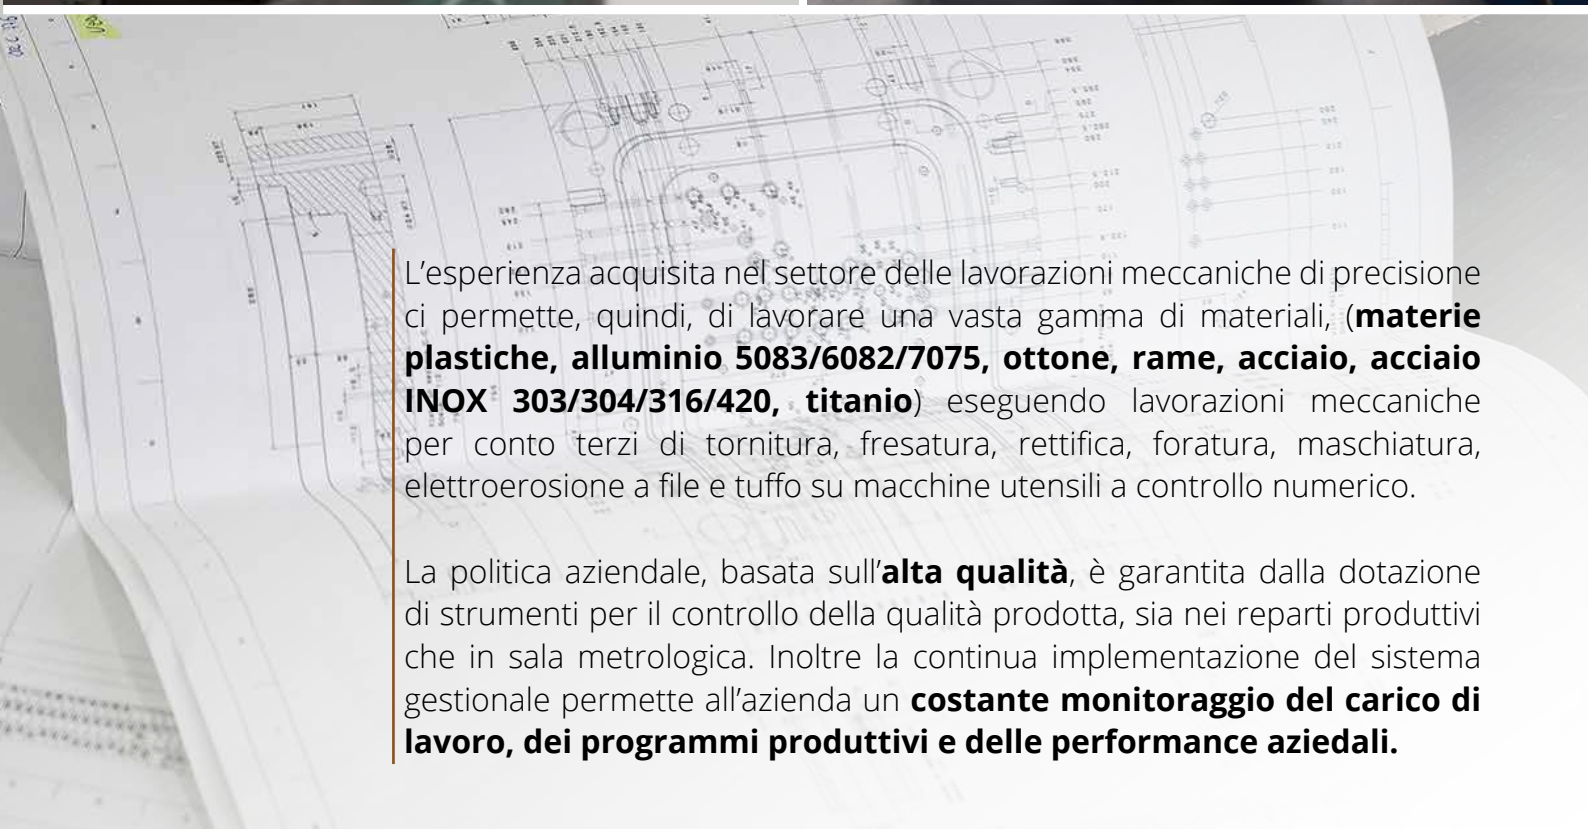 L’esperienza acquisita nel settore delle lavorazioni meccaniche di precisione
ci permette, quindi, di lavorare una vasta gamma di materiali, (materie
plastiche, alluminio 5083/6082/7075, ottone, rame, acciaio, acciaio
INOX 303/304/316/420, titanio) eseguendo lavorazioni meccaniche
per conto terzi di tornitura, fresatura, rettifica, foratura, maschiatura,
elettroerosione a file e tuffo su macchine utensili a controllo numerico.
La politica aziendale, basata sull’alta qualità, è garantita dalla dotazione
di strumenti per il controllo della qualità prodotta, sia nei reparti produttivi
che in sala metrologica. Inoltre la continua implementazione del sistema
gestionale permette all’azienda un costante monitoraggio del carico di
lavoro, dei programmi produttivi e delle performance aziedali.